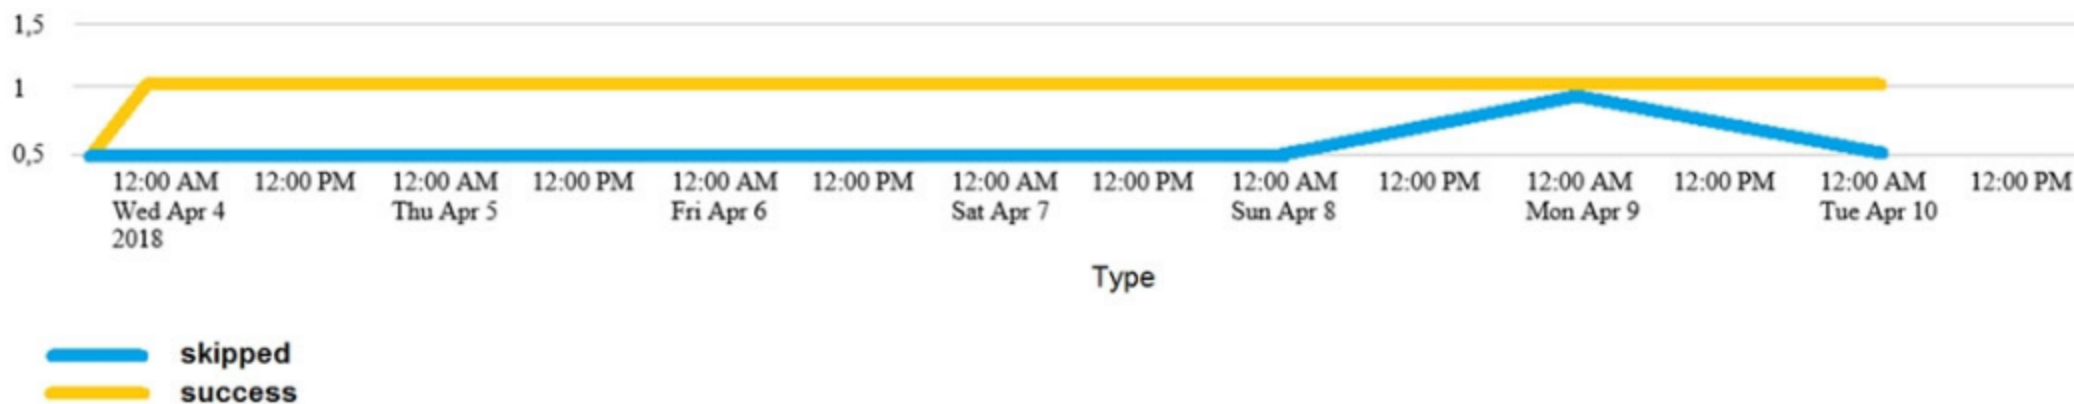 1,5
1
0,5
12:00 AM 12:00 PM 12:00 AM 12:00 PM 12:00 AM 12:00 PM 12:00 AM 12:00 PM 12:00 AM 12:00 PM 12:00 AM 12:00 PM 12:00 AM 12:00 PM
Wed Apr 4 Thu Apr 5 Fri Apr 6 Sat Apr 7 Sun Apr 8 Mon Apr 9 Tue Apr 10
2018
Type
skipped
success